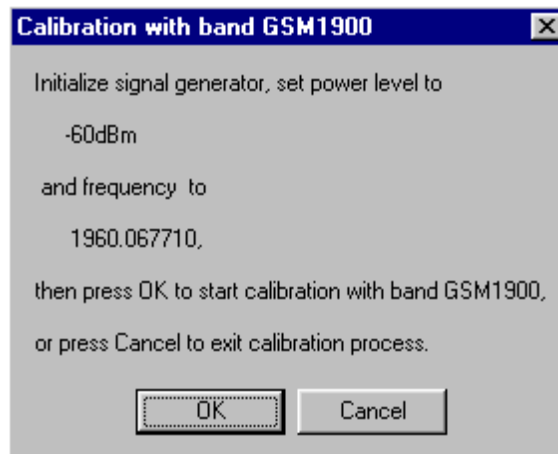 Calibration with band GSM1900
Initialize signal generator, set power level to
-60dBm
and frequency to
1960.067710,
then press OK to start calibration with band GSM1900,
or press Cancel to exit calibration process.
OK
Cancel